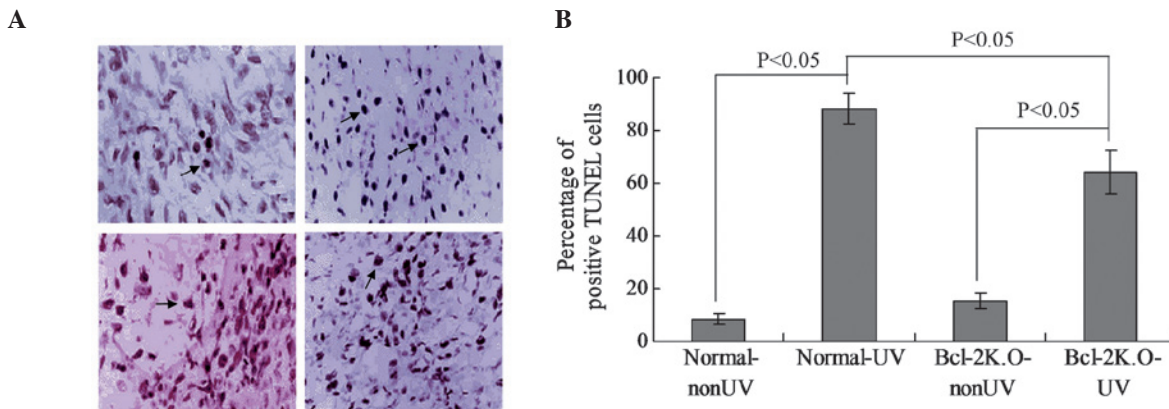 A
B
P<0.05
P<0.05
P<0.05
100
80
60
40
20
0
Percentage of
positive TUNEL cells
Normal-
nonUV
Normal-UV
Bcl-2K.O-
nonUV
Bcl-2K.O-
UV